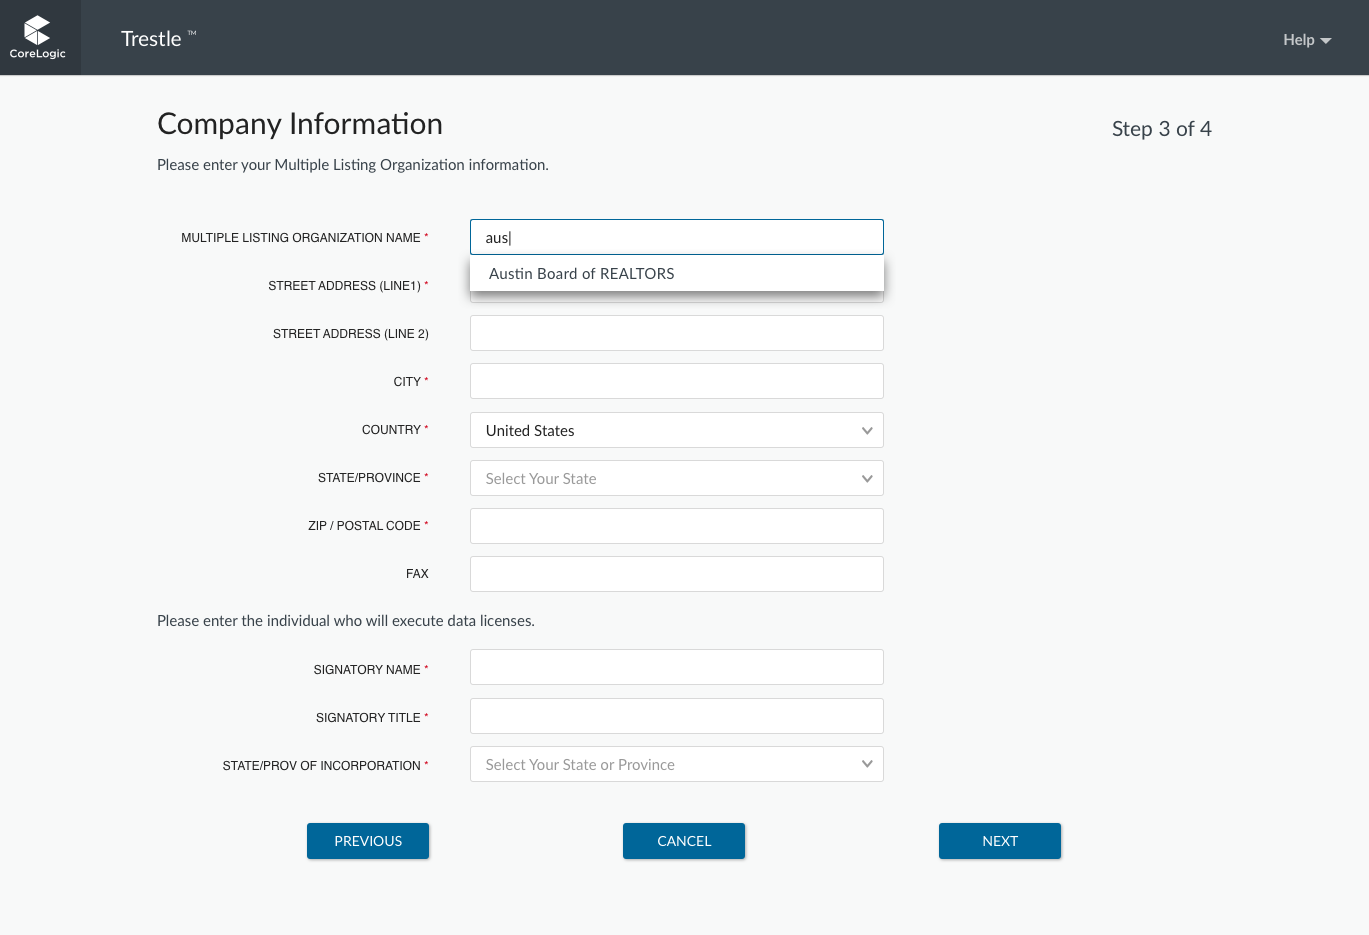 CoreLogic
Trestle ™
Help
Company Information
Step 3 of 4
Please enter your Multiple Listing Organization information.
MULTIPLE LISTING ORGANIZATION NAME *
aus
Austin Board of REALTORS
STREET ADDRESS (LINE1) *
STREET ADDRESS (LINE 2)
CITY *
COUNTRY *
United States
STATE/PROVINCE *
Select Your State
ZIP / POSTAL CODE *
FAX
Please enter the individual who will execute data licenses.
SIGNATORY NAME *
SIGNATORY TITLE *
STATE/PROV OF INCORPORATION *
Select Your State or Province
PREVIOUS
CANCEL
NEXT